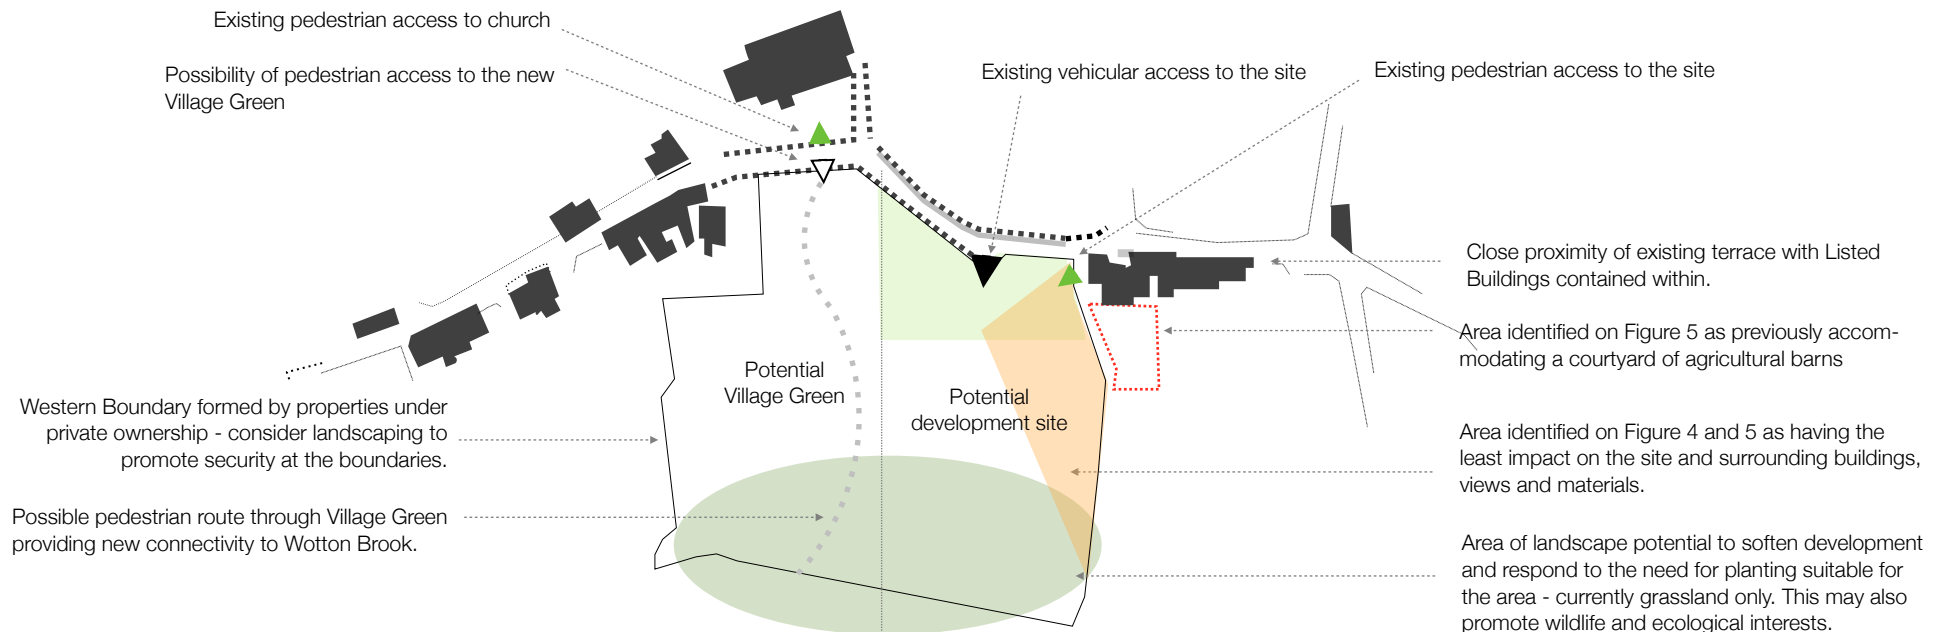 Existing pedestrian access to church
Possibility of pedestrian access to the new
Village Green
Existing vehicular access to the site
Existing pedestrian access to the site
Close proximity of existing terrace with Listed
Buildings contained within.
Area identified on Figure 5 as previously accom-
modating a courtyard of agricultural barns
Potential
Village Green
Potential
development site
Western Boundary formed by properties under
private ownership - consider landscaping to
promote security at the boundaries.
Area identified on Figure 4 and 5 as having the
least impact on the site and surrounding buildings,
views and materials.
Possible pedestrian route through Village Green
providing new connectivity to Wotton Brook.
Area of landscape potential to soften development
and respond to the need for planting suitable for
the area - currently grassland only. This may also
promote wildlife and ecological interests.